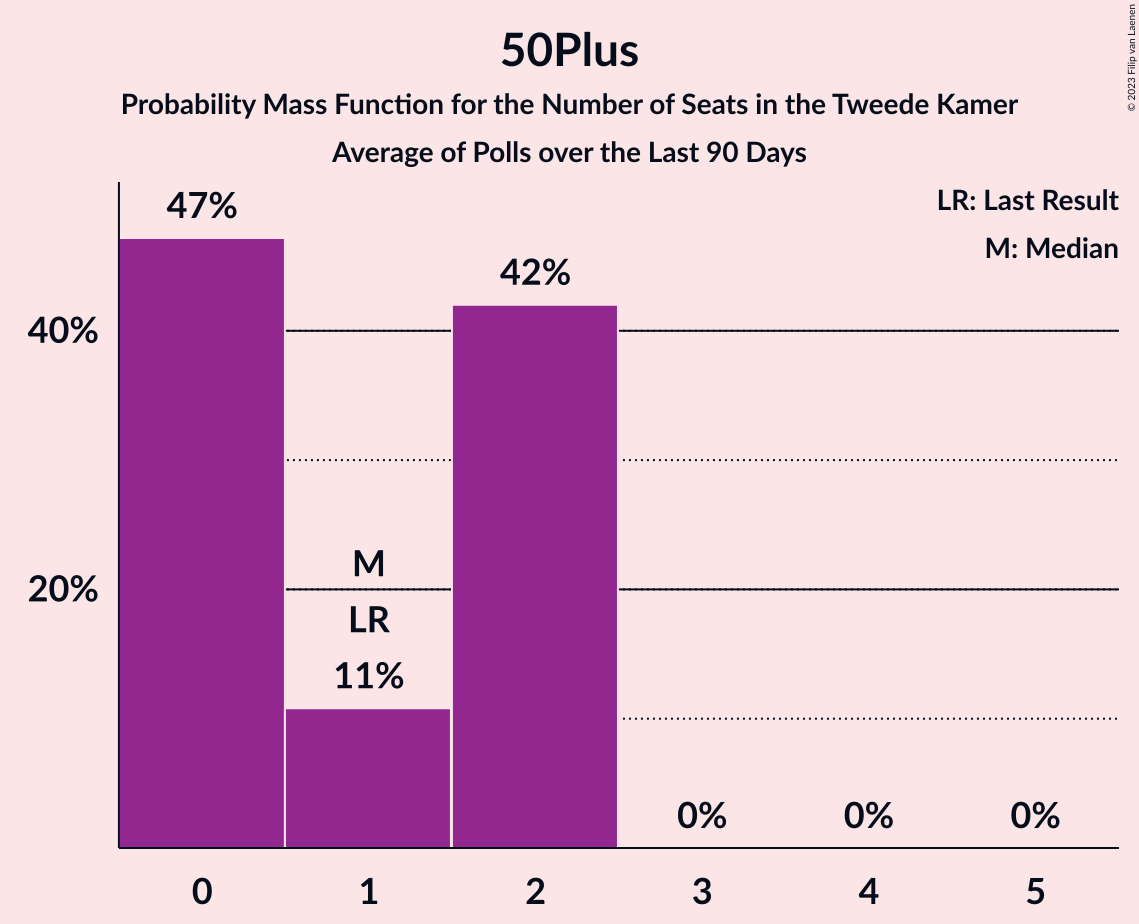 50Plus
Probability Mass Function for the Number of Seats in the Tweede Kamer
Average of Polls over the Last 90 Days
© 2023 Filip van Laenen
LR: Last Result
M: Median
47%
42%
40%
M
20%
LR
11%
0%
0%
0%
0
1
2
3
4
5